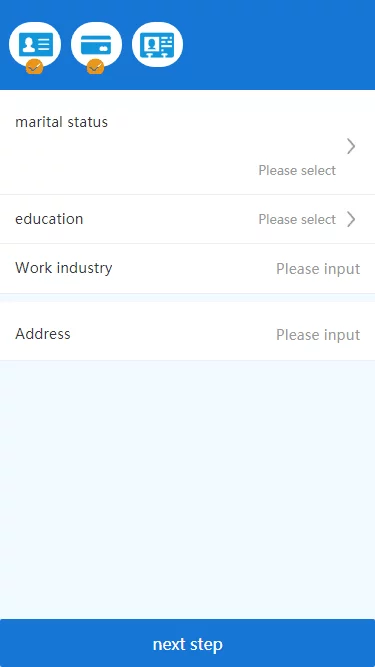 marital status
Please select
education Please select
Work industry Please input
Address Please input
next step